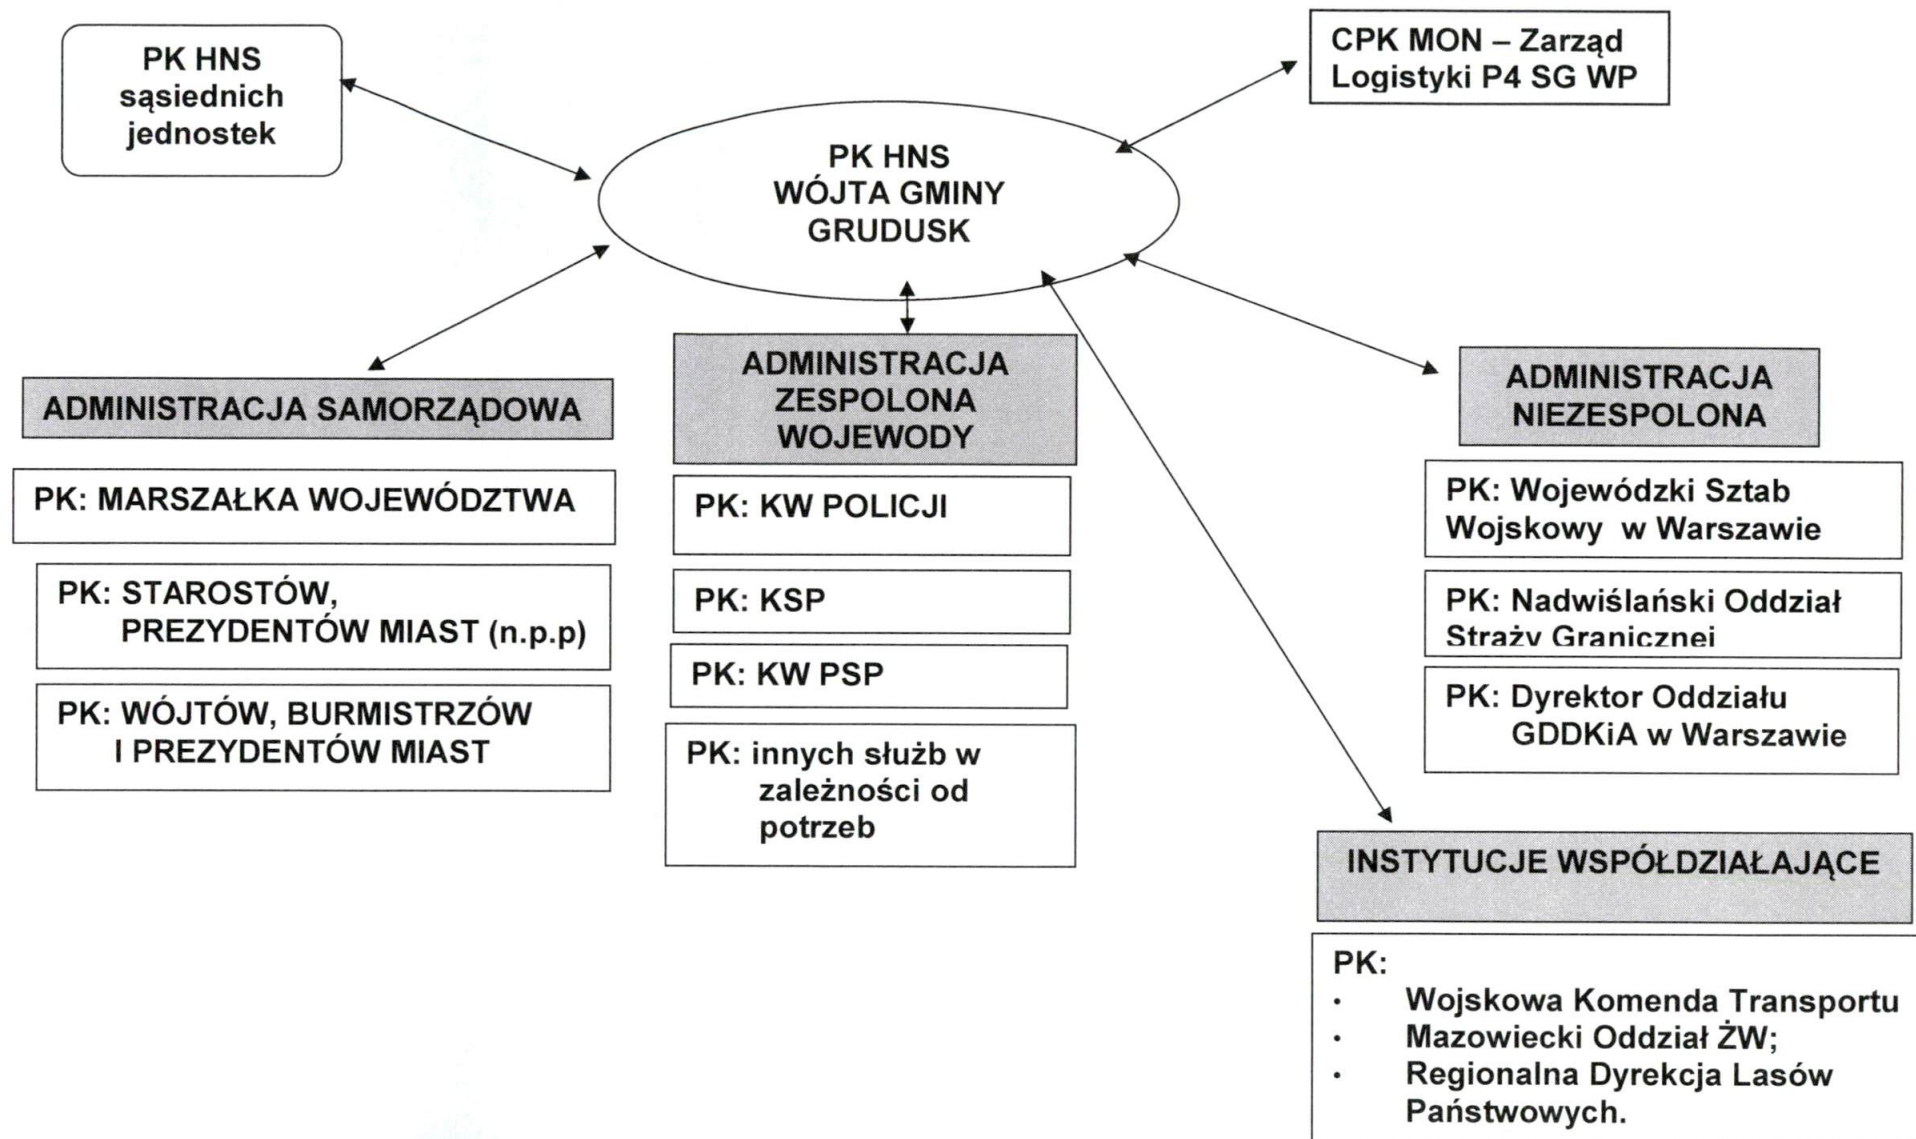 PK HNS
sąsiednich
jednostek
CPK MON – Zarząd
Logistyki P4 SG WP
PK HNS
WÓJTA GMINY
GRUDUSK
ADMINISTRACJA SAMORZĄDOWA
PK: MARSZAŁKA WOJEWÓDZTWA
PK: STAROSTÓW,
PREZYDENTÓW MIAST (n.p.p)
PK: WÓJTÓW, BURMISTRZÓW
I PREZYDENTÓW MIAST
ADMINISTRACJA
ZESPOLONA
WOJEWODY
PK: KW POLICJI
PK: KSP
PK: KW PSP
PK: innych służb w
zależności od
potrzeb
ADMINISTRACJA
NIEZESPOLONA
PK: Wojewódzki Sztab
Wojskowy w Warszawie
PK: Nadwiślański Oddział
Straży Granicznej
PK: Dyrektor Oddziału
GDDKiA w Warszawie
INSTYTUCJE WSPÓŁDZIAŁAJĄCE
PK:
• Wojskowa Komenda Transportu
• Mazowiecki Oddział ŻW;
• Regionalna Dyrekcja Lasów
Państwowych.